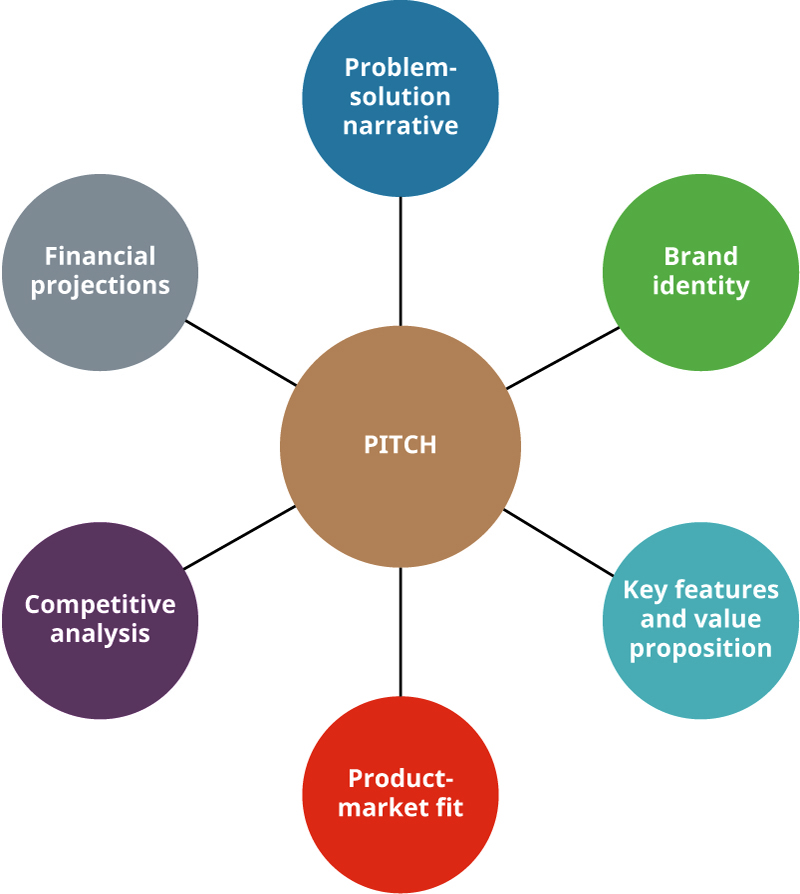 Problem-
solution
narrative
Brand
identity
Key features
and value
proposition
Product-
market fit
Competitive
analysis
Financial
projections
PITCH